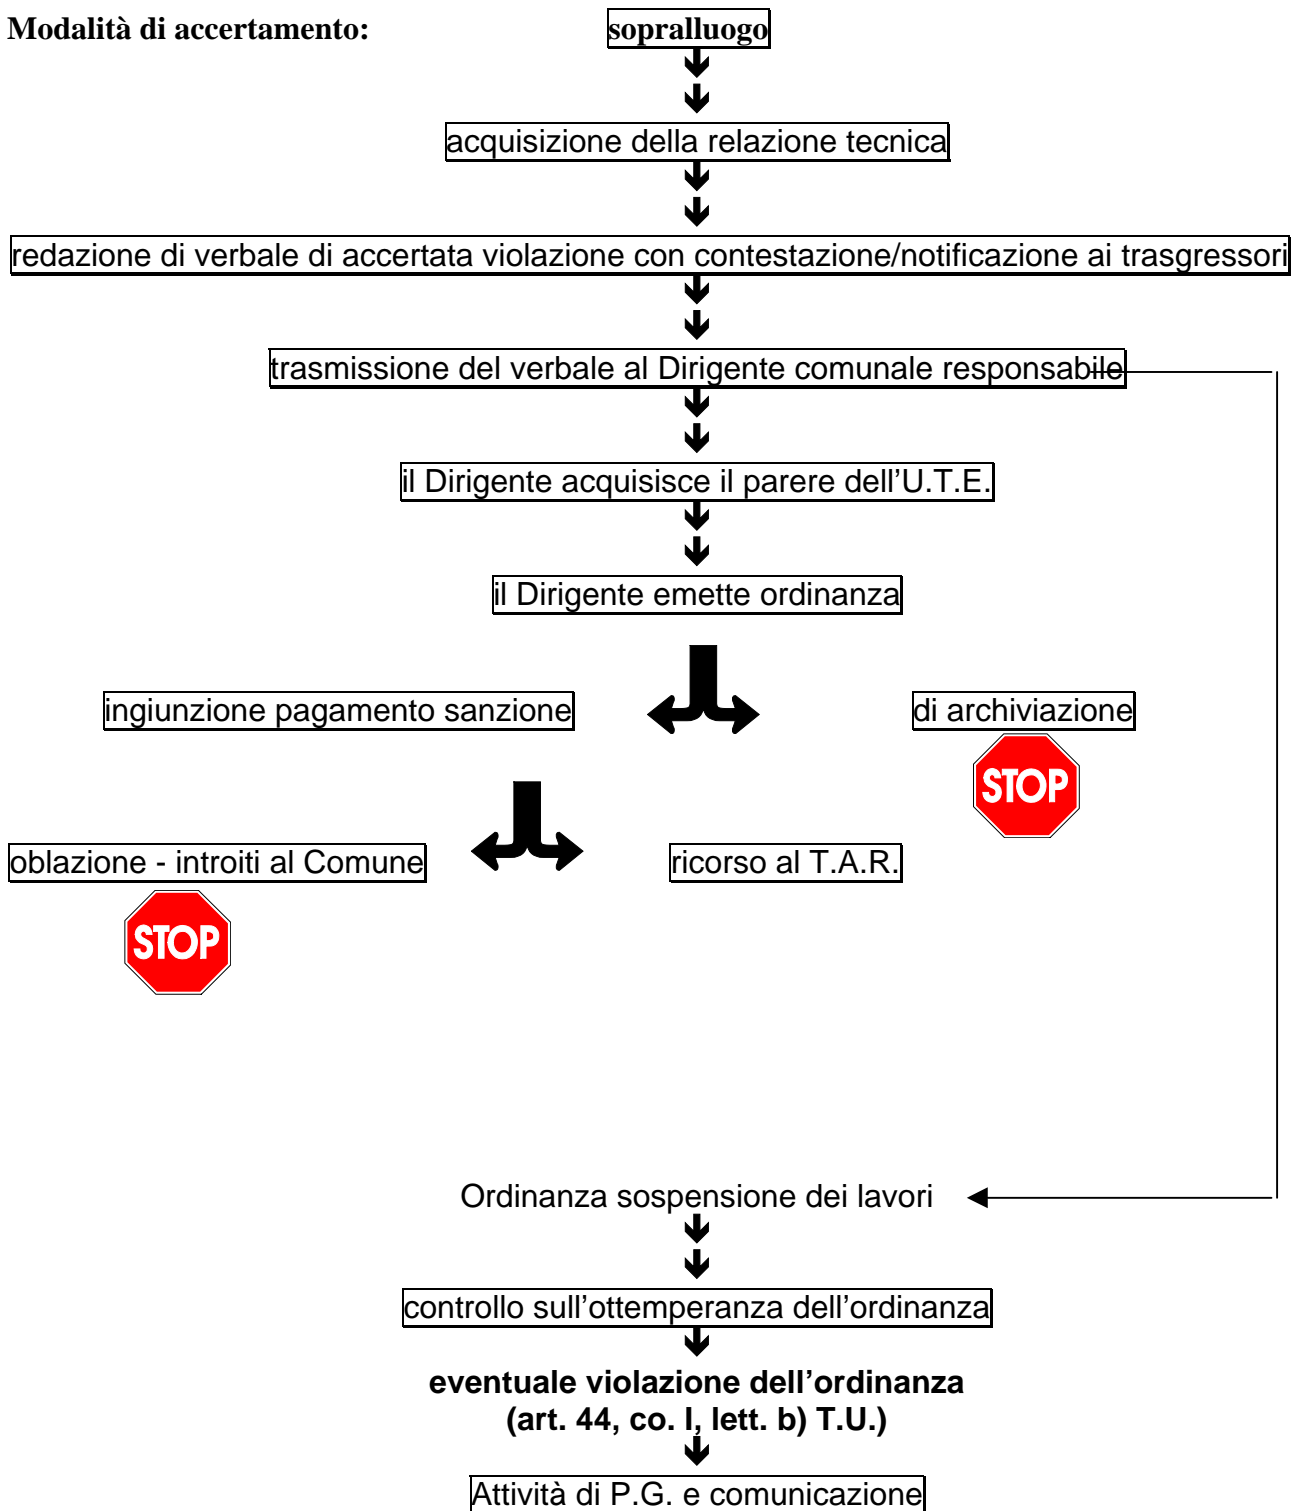 Modalità di accertamento: sopralluogo
acquisizione della relazione tecnica
redazione di verbale di accertata violazione con contestazione/notificazione ai trasgressori
trasmissione del verbale al Dirigente comunale responsabile
il Dirigente acquisisce il parere dell’U.T.E.
il Dirigente emette ordinanza
ingiunzione pagamento sanzione
di archiviazione
STOP
oblazione - introiti al Comune
ricorso al T.A.R.
STOP
Ordinanza sospensione dei lavori
controllo sull’ottemperanza dell’ordinanza
eventuale violazione dell’ordinanza
(art. 44, co. I, lett. b) T.U.)
Attività di P.G. e comunicazione